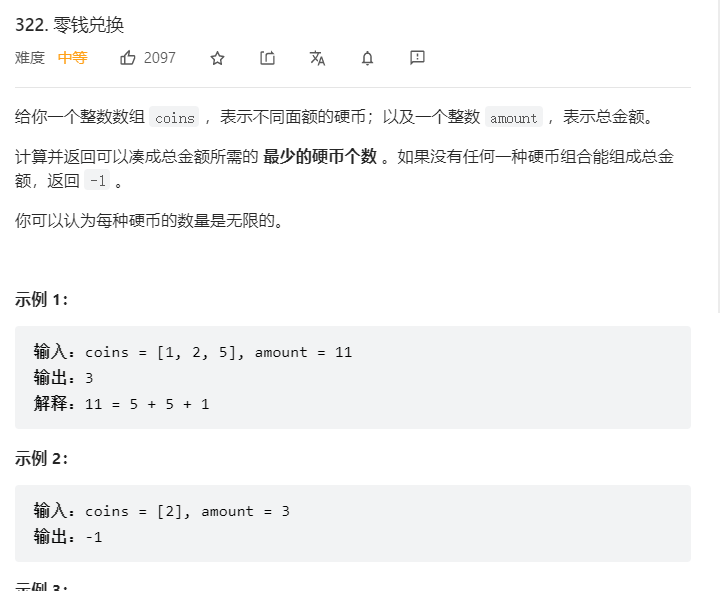 322. 零钱兑换
难度 中等 2097
给你一个整数数组 coins ，表示不同面额的硬币；以及一个整数 amount ，表示总金额。
计算并返回可以凑成总金额所需的 最少的硬币个数 。如果没有任何一种硬币组合能组成总金
额，返回 -1 。
你可以认为每种硬币的数量是无限的。
示例 1：
输入：coins = [1, 2, 5], amount = 11
输出：3
解释：11 = 5 + 5 + 1
示例 2：
输入：coins = [2], amount = 3
输出：-1
示例 3：